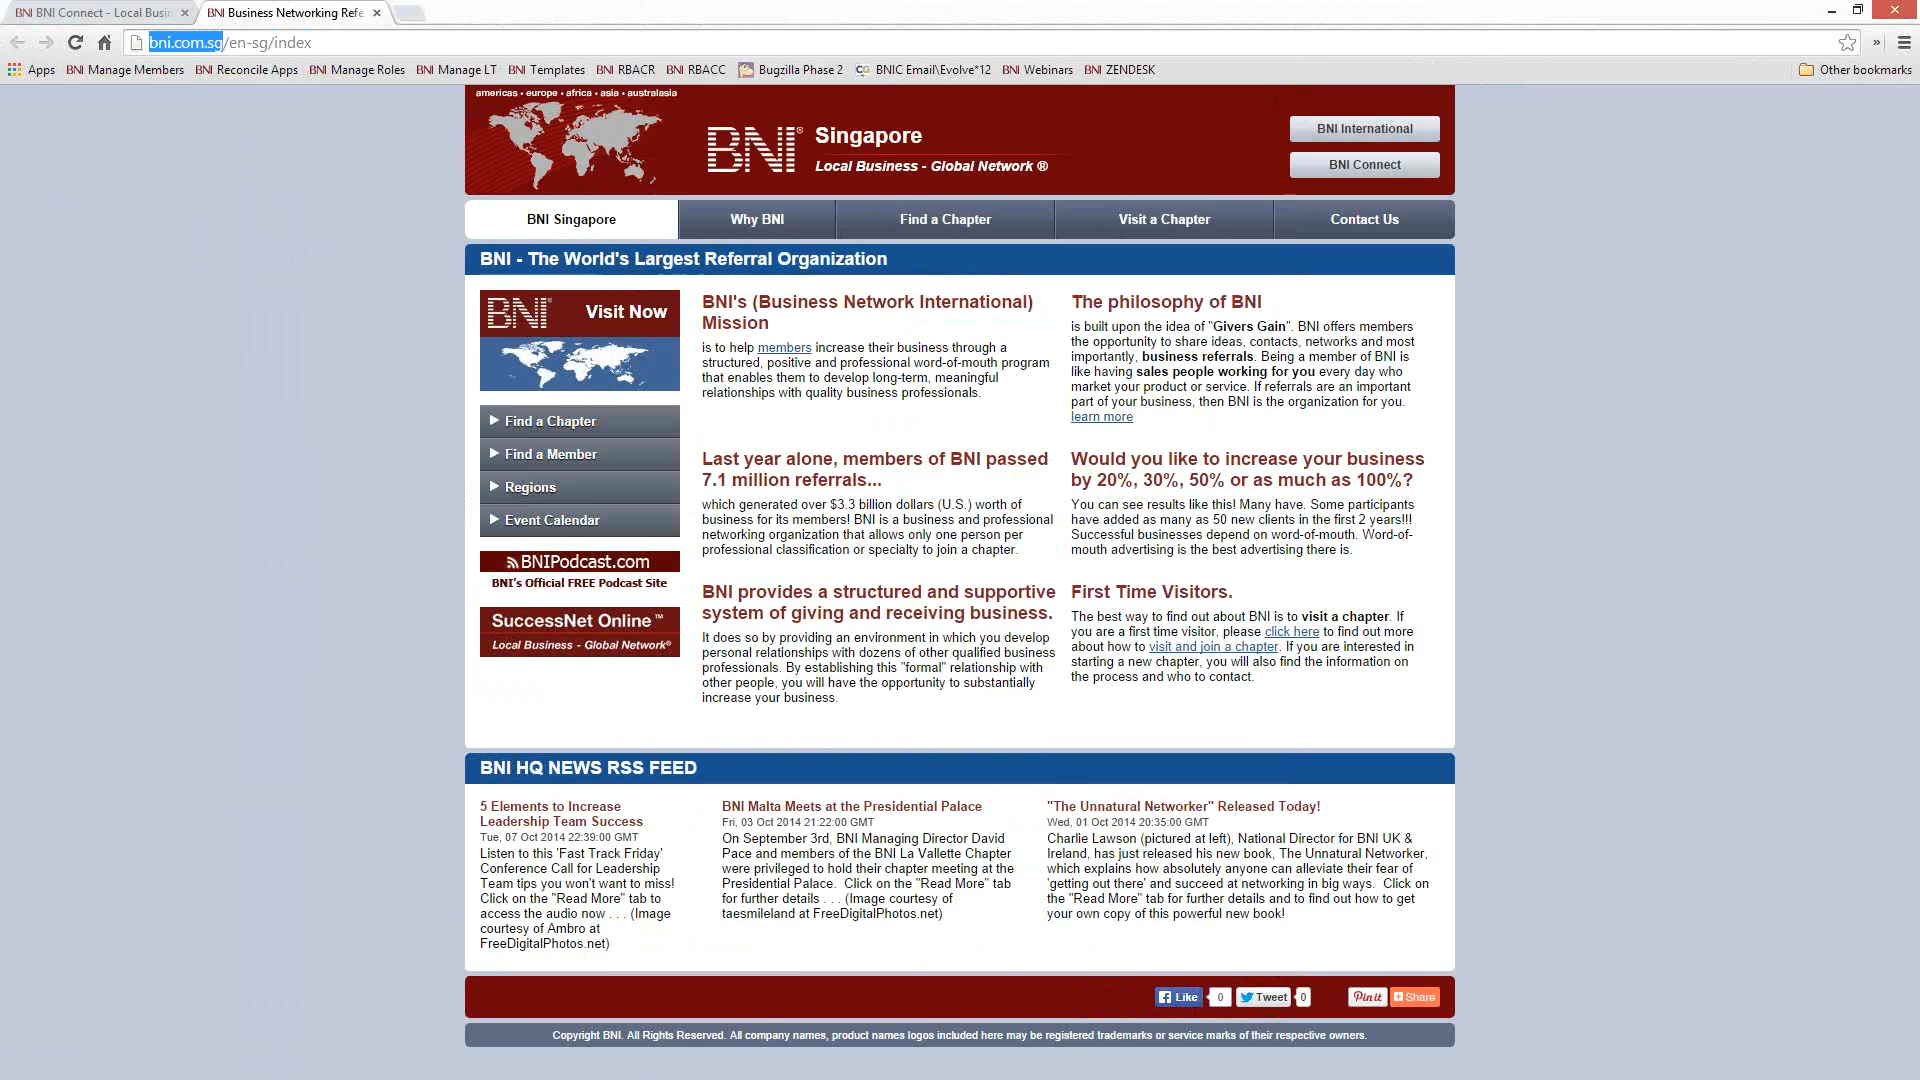 BNI BNI Connect - Local Busin
BNI Business Networking Refe
bni.com.sg/en-sg/index
Apps
BNI Manage Members
BNI Reconcile Apps
BNI Manage Roles
BNI Manage LT
BNI Templates
BNI RBACR
BNI RBACC
Bugzilla Phase 2
CG BNIC Email\Evolve*12
BNI Webinars
BNI ZENDESK
Other bookmarks
americas • europe • africa • asia • australasia
BNI® Singapore
Local Business - Global Network ®
BNI International
BNI Connect
BNI Singapore
Why BNI
Find a Chapter
Visit a Chapter
Contact Us
BNI - The World's Largest Referral Organization
BNI® Visit Now
Find a Chapter
Find a Member
Regions
Event Calendar
BNIPodcast.com
BNI's Official FREE Podcast Site
SuccessNet Online™
Local Business - Global Network®
BNI's (Business Network International)
Mission
is to help members increase their business through a
structured, positive and professional word-of-mouth program
that enables them to develop long-term, meaningful
relationships with quality business professionals.
The philosophy of BNI
is built upon the idea of "Givers Gain". BNI offers members
the opportunity to share ideas, contacts, networks and most
importantly, business referrals. Being a member of BNI is
like having sales people working for you every day who
market your product or service. If referrals are an important
part of your business, then BNI is the organization for you.
learn more
Last year alone, members of BNI passed
7.1 million referrals...
which generated over $3.3 billion dollars (U.S.) worth of
business for its members! BNI is a business and professional
networking organization that allows only one person per
professional classification or specialty to join a chapter.
Would you like to increase your business
by 20%, 30%, 50% or as much as 100%?
You can see results like this! Many have. Some participants
have added as many as 50 new clients in the first 2 years!!!
Successful businesses depend on word-of-mouth. Word-of-
mouth advertising is the best advertising there is.
BNI provides a structured and supportive
system of giving and receiving business.
It does so by providing an environment in which you develop
personal relationships with dozens of other qualified business
professionals. By establishing this "formal" relationship with
other people, you will have the opportunity to substantially
increase your business.
First Time Visitors.
The best way to find out about BNI is to visit a chapter. If
you are a first time visitor, please click here to find out more
about how to visit and join a chapter. If you are interested in
starting a new chapter, you will also find the information on
the process and who to contact.
BNI HQ NEWS RSS FEED
5 Elements to Increase
Leadership Team Success
Tue, 07 Oct 2014 22:39:00 GMT
Listen to this 'Fast Track Friday'
Conference Call for Leadership
Team tips you won't want to miss!
Click on the "Read More" tab to
access the audio now . . . (Image
courtesy of Ambro at
FreeDigitalPhotos.net)
BNI Malta Meets at the Presidential Palace
Fri, 03 Oct 2014 21:22:00 GMT
On September 3rd, BNI Managing Director David
Pace and members of the BNI La Vallette Chapter
were privileged to hold their chapter meeting at the
Presidential Palace.  Click on the "Read More" tab
for further details . . . (Image courtesy of
taesmileland at FreeDigitalPhotos.net)
"The Unnatural Networker" Released Today!
Wed, 01 Oct 2014 20:35:00 GMT
Charlie Lawson (pictured at left), National Director for BNI UK &
Ireland, has just released his new book, The Unnatural Networker,
which explains how absolutely anyone can alleviate their fear of
'getting out there' and succeed at networking in big ways.  Click on
the "Read More" tab for further details and to find out how to get
your own copy of this powerful new book!
Like 0
Tweet 0
Pin it
Share
Copyright BNI. All Rights Reserved. All company names, product names logos included here may be registered trademarks or service marks of their respective owners.